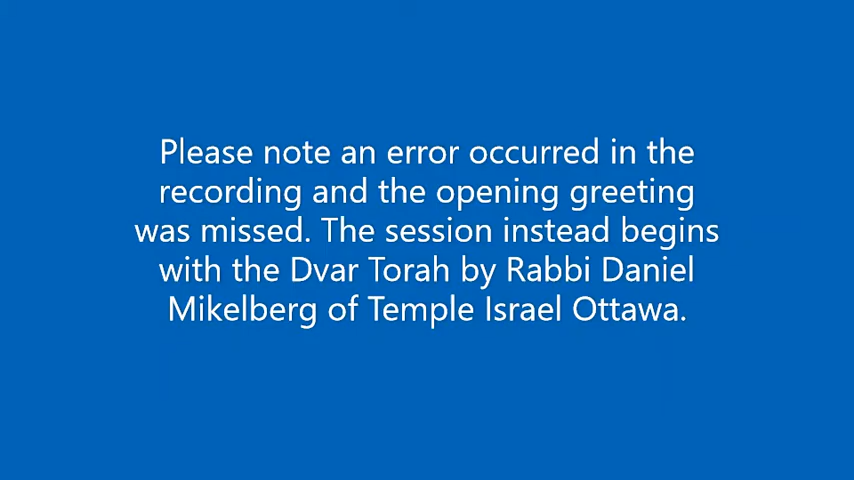 Please note an error occurred in the
recording and the opening greeting
was missed. The session instead begins
with the Dvar Torah by Rabbi Daniel
Mikelberg of Temple Israel Ottawa.